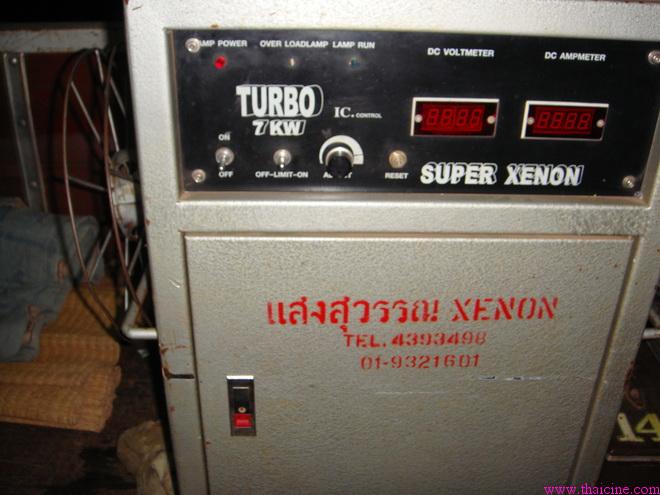 LAMP POWER OVER LOADLAMP LAMP RUN DC VOLTMETER DC AMPMETER
TURBO
7 KW
IC. CONTROL
ON
OFF
OFF-LIMIT-ON
RESET
SUPER XENON
แสงสุวรรณ XENON
TEL. 4393498
01-9321601
14
www.thaicine.com